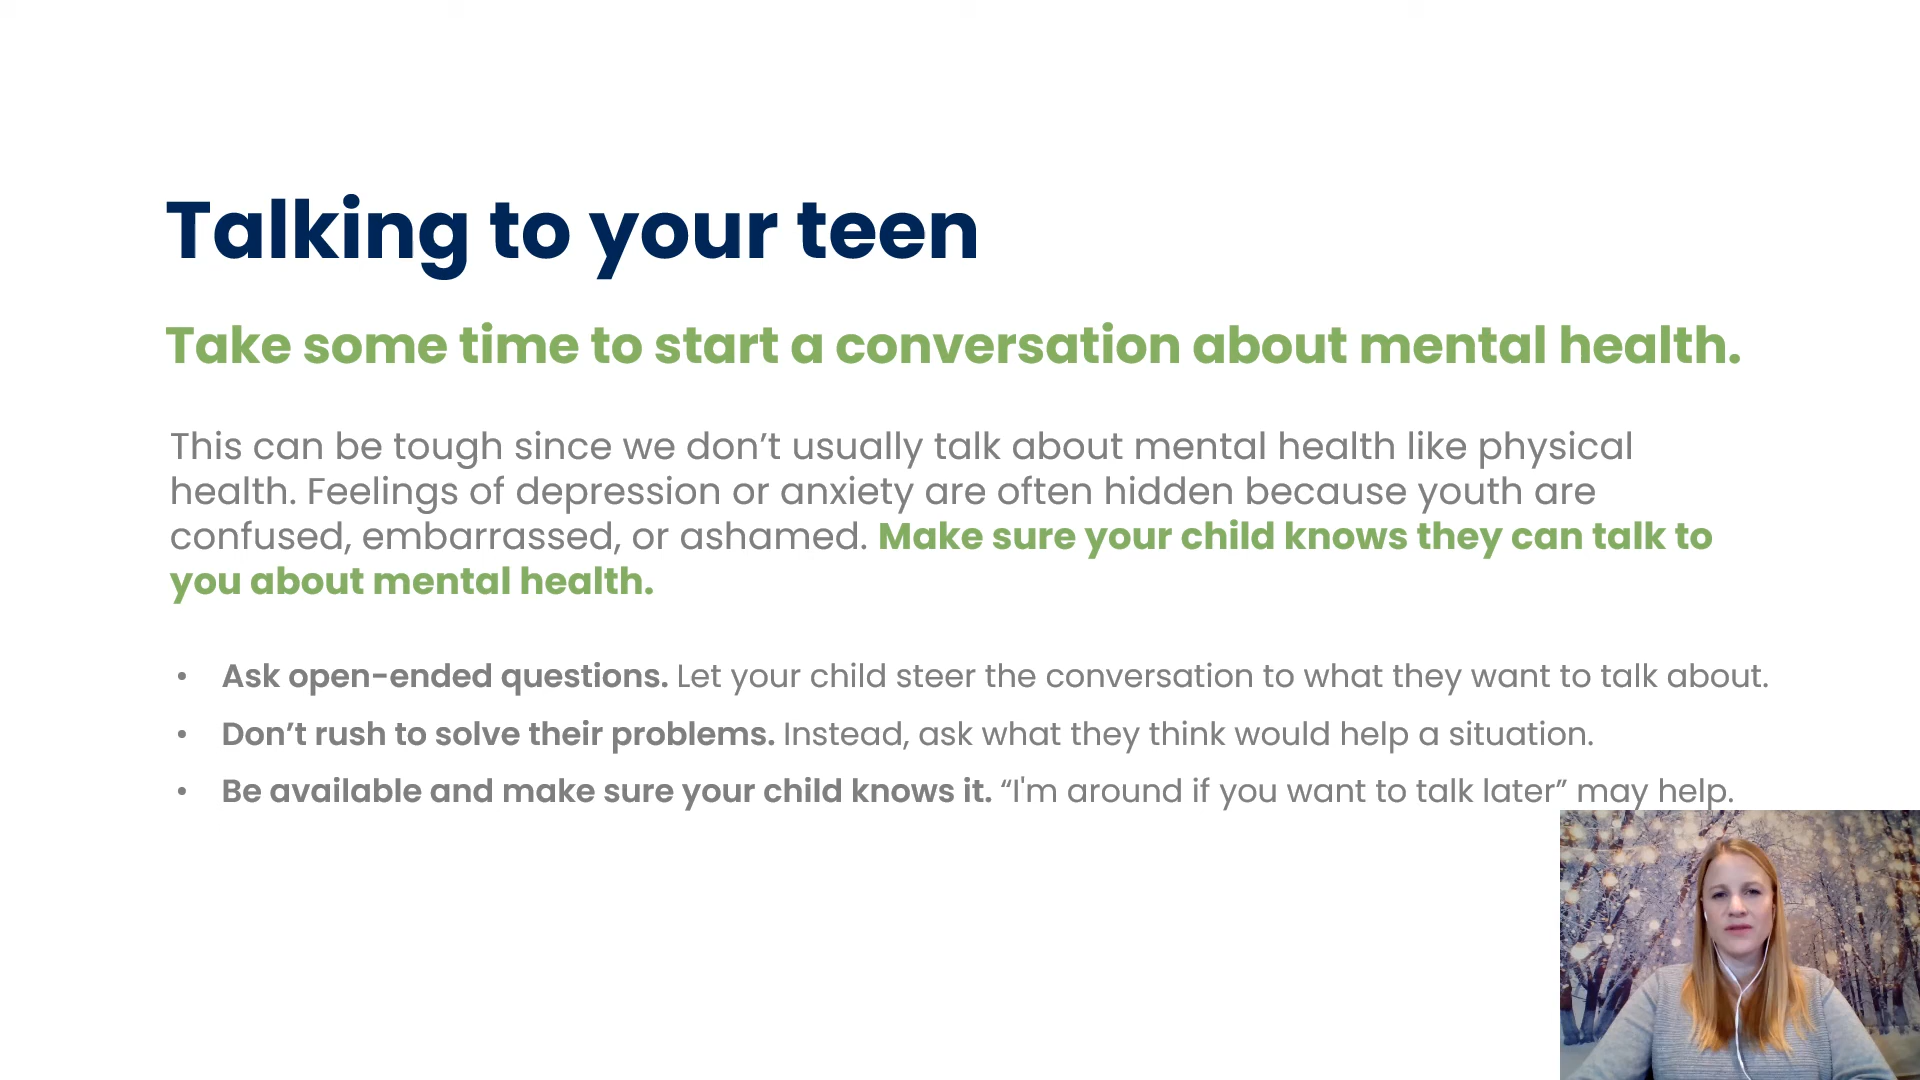 Talking to your teen
Take some time to start a conversation about mental health.
This can be tough since we don’t usually talk about mental health like physical
health. Feelings of depression or anxiety are often hidden because youth are
confused, embarrassed, or ashamed. Make sure your child knows they can talk to
you about mental health.
• Ask open-ended questions. Let your child steer the conversation to what they want to talk about.
• Don’t rush to solve their problems. Instead, ask what they think would help a situation.
• Be available and make sure your child knows it. “I'm around if you want to talk later” may help.